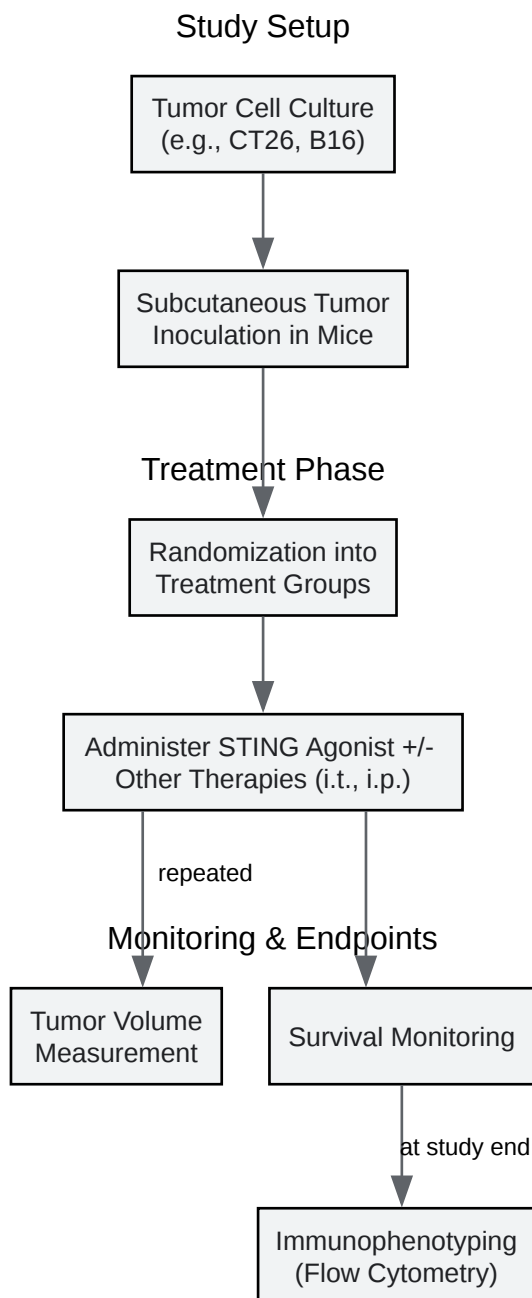 Study Setup
Tumor Cell Culture
(e.g., CT26, B16)
Subcutaneous Tumor
Inoculation in Mice
Treatment Phase
Randomization into
Treatment Groups
Administer STING Agonist +/-
Other Therapies (i.t., i.p.)
repeated
Monitoring & Endpoints
Tumor Volume
Measurement
Survival Monitoring
at study end
Immunophenotyping
(Flow Cytometry)